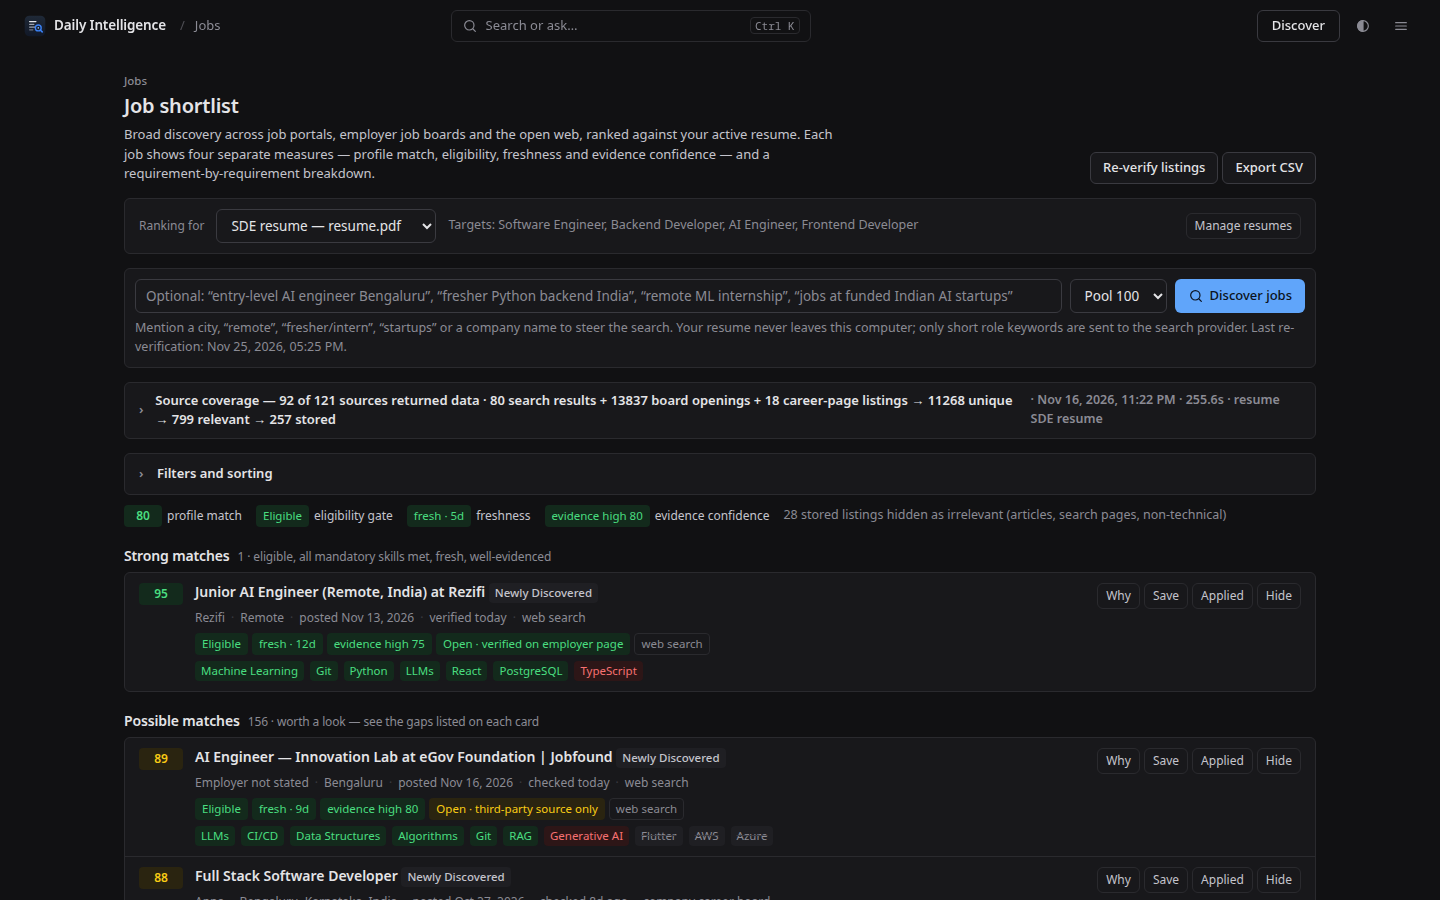 Daily Intelligence / Jobs
Search or ask...
Ctrl K
Discover
Jobs
Job shortlist
Broad discovery across job portals, employer job boards and the open web, ranked against your active resume. Each
job shows four separate measures — profile match, eligibility, freshness and evidence confidence — and a
requirement-by-requirement breakdown.
Re-verify listings
Export CSV
Ranking for
SDE resume — resume.pdf
Targets: Software Engineer, Backend Developer, AI Engineer, Frontend Developer
Manage resumes
Optional: “entry-level AI engineer Bengaluru”, “fresher Python backend India”, “remote ML internship”, “jobs at funded Indian AI startups”
Pool 100
Discover jobs
Mention a city, “remote”, “fresher/intern”, “startups” or a company name to steer the search. Your resume never leaves this computer; only short role keywords are sent to the search provider. Last re-
verification: Nov 25, 2026, 05:25 PM.
› Source coverage — 92 of 121 sources returned data · 80 search results + 13837 board openings + 18 career-page listings → 11268 unique
→ 799 relevant → 257 stored
· Nov 16, 2026, 11:22 PM · 255.6s · resume
SDE resume
› Filters and sorting
80 profile match Eligible eligibility gate fresh · 5d freshness evidence high 80 evidence confidence 28 stored listings hidden as irrelevant (articles, search pages, non-technical)
Strong matches 1 · eligible, all mandatory skills met, fresh, well-evidenced
95 Junior AI Engineer (Remote, India) at Rezifi Newly Discovered
Why Save Applied Hide
Rezifi · Remote · posted Nov 13, 2026 · verified today · web search
Eligible fresh · 12d evidence high 75 Open · verified on employer page web search
Machine Learning Git Python LLMs React PostgreSQL TypeScript
Possible matches 156 · worth a look — see the gaps listed on each card
89 AI Engineer — Innovation Lab at eGov Foundation | Jobfound Newly Discovered
Why Save Applied Hide
Employer not stated · Bengaluru · posted Nov 16, 2026 · checked today · web search
Eligible fresh · 9d evidence high 80 Open · third-party source only web search
LLMs CI/CD Data Structures Algorithms Git RAG Generative AI Flutter AWS Azure
88 Full Stack Software Developer Newly Discovered
Why Save Applied Hide